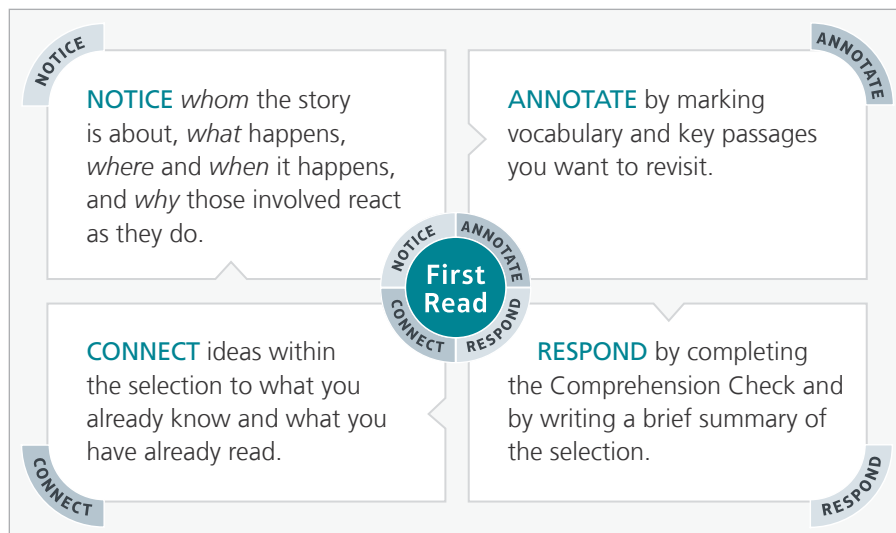 NOTICE
NOTICE whom the story
is about, what happens,
where and when it happens,
and why those involved react
as they do.
ANNOTATE
ANNOTATE by marking
vocabulary and key passages
you want to revisit.
NOTICE
ANNOTATE
First
Read
CONNECT
RESPOND
CONNECT ideas within
the selection to what you
already know and what you
have already read.
CONNECT
RESPOND by completing
the Comprehension Check and
by writing a brief summary of
the selection.
RESPOND